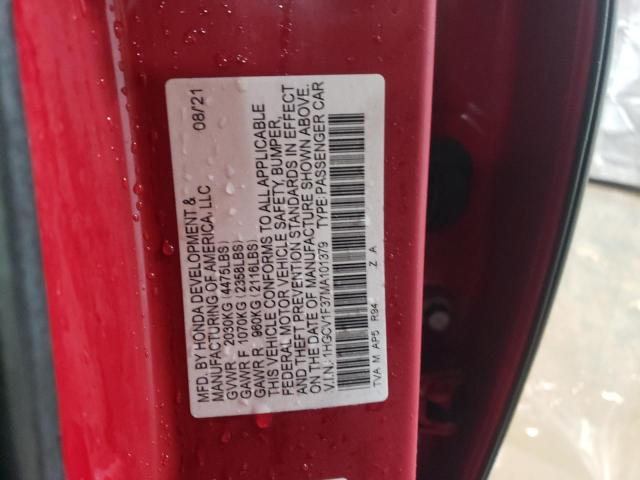 MFD. BY HONDA DEVELOPMENT & 08/21
MANUFACTURING OF AMERICA, LLC
GVWR 2030KG (4475LBS)
GAWR F 1070KG (2358LBS)
GAWR R 960KG (2116LBS)
THIS VEHICLE CONFORMS TO ALL APPLICABLE
FEDERAL MOTOR VEHICLE SAFETY, BUMPER,
AND THEFT PREVENTION STANDARDS IN EFFECT
ON THE DATE OF MANUFACTURE SHOWN ABOVE.
V.I.N.: 1HGCV1F37MA101379 TYPE:PASSENGER CAR
TVA M AP5 R94 Z A